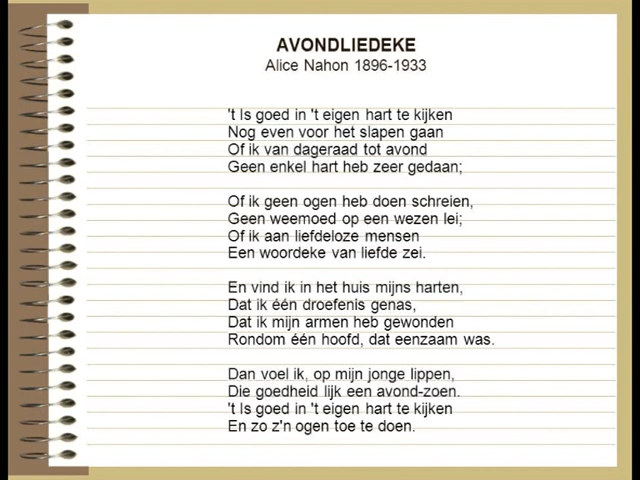 AVONDLIEDEKE
Alice Nahon 1896-1933
't Is goed in 't eigen hart te kijken
Nog even voor het slapen gaan
Of ik van dageraad tot avond
Geen enkel hart heb zeer gedaan;
Of ik geen ogen heb doen schreien,
Geen weemoed op een wezen lei;
Of ik aan liefdeloze mensen
Een woordeke van liefde zei.
En vind ik in het huis mijns harten,
Dat ik één droefenis genas,
Dat ik mijn armen heb gewonden
Rondom één hoofd, dat eenzaam was.
Dan voel ik, op mijn jonge lippen,
Die goedheid lijk een avond-zoen.
't Is goed in 't eigen hart te kijken
En zo z'n ogen toe te doen.